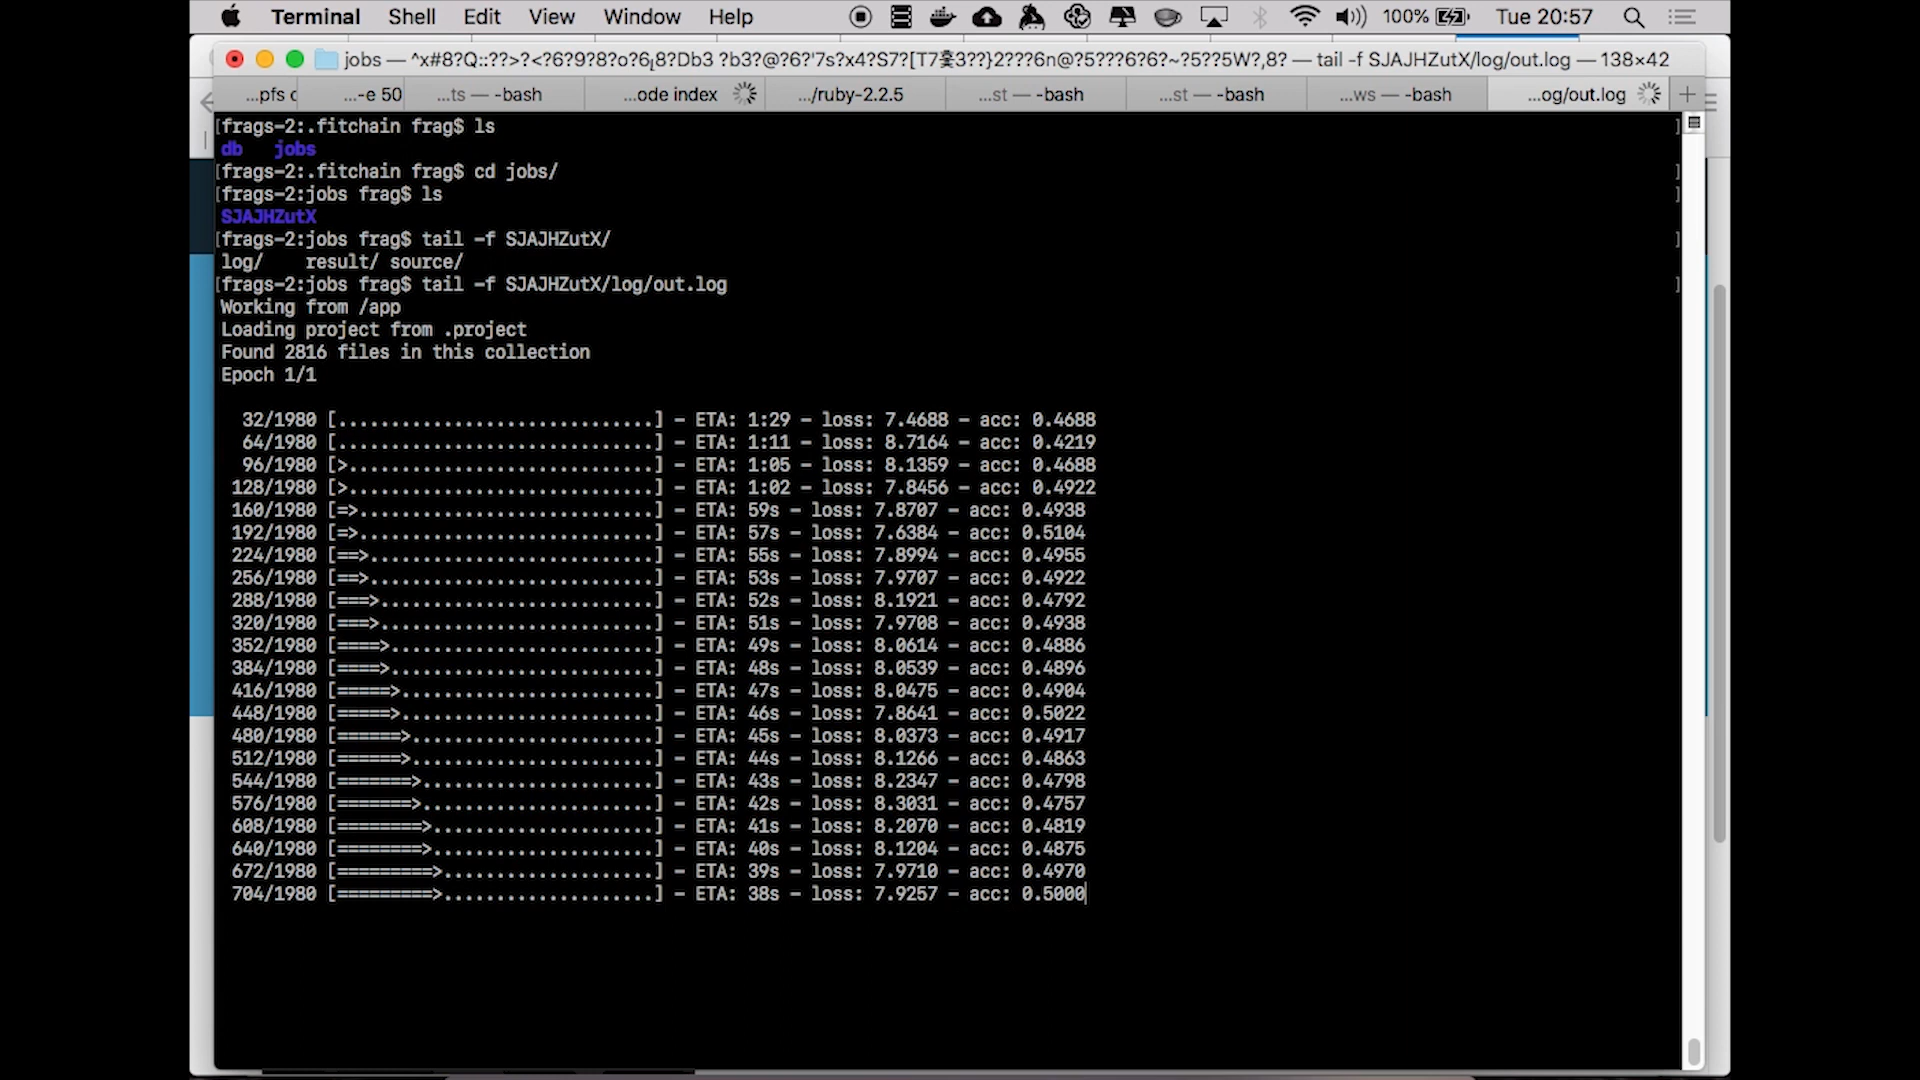 Terminal Shell Edit View Window Help 100% Tue 20:57
jobs — — tail -f SJAJHZutX/log/out.log — 138×42
...pfs c ...-e 50 ...ts — -bash ...ode index .../ruby-2.2.5 ...st — -bash ...st — -bash ...ws — -bash ...og/out.log
[frags-2:.fitchain frag$ ls ]
db jobs
[frags-2:.fitchain frag$ cd jobs/ ]
[frags-2:jobs frag$ ls ]
SJAJHZutX
[frags-2:jobs frag$ tail -f SJAJHZutX/ ]
log/ result/ source/
[frags-2:jobs frag$ tail -f SJAJHZutX/log/out.log ]
Working from /app
Loading project from .project
Found 2816 files in this collection
Epoch 1/1
32/1980 [..............................] - ETA: 1:29 - loss: 7.4688 - acc: 0.4688
64/1980 [..............................] - ETA: 1:11 - loss: 8.7164 - acc: 0.4219
96/1980 [>.............................] - ETA: 1:05 - loss: 8.1359 - acc: 0.4688
128/1980 [>.............................] - ETA: 1:02 - loss: 7.8456 - acc: 0.4922
160/1980 [=>............................] - ETA: 59s - loss: 7.8707 - acc: 0.4938
192/1980 [=>............................] - ETA: 57s - loss: 7.6384 - acc: 0.5104
224/1980 [==>...........................] - ETA: 55s - loss: 7.8994 - acc: 0.4955
256/1980 [==>...........................] - ETA: 53s - loss: 7.9707 - acc: 0.4922
288/1980 [===>..........................] - ETA: 52s - loss: 8.1921 - acc: 0.4792
320/1980 [===>..........................] - ETA: 51s - loss: 7.9708 - acc: 0.4938
352/1980 [====>.........................] - ETA: 49s - loss: 8.0614 - acc: 0.4886
384/1980 [====>.........................] - ETA: 48s - loss: 8.0539 - acc: 0.4896
416/1980 [=====>........................] - ETA: 47s - loss: 8.0475 - acc: 0.4904
448/1980 [=====>........................] - ETA: 46s - loss: 7.8641 - acc: 0.5022
480/1980 [======>.......................] - ETA: 45s - loss: 8.0373 - acc: 0.4917
512/1980 [======>.......................] - ETA: 44s - loss: 8.1266 - acc: 0.4863
544/1980 [=======>......................] - ETA: 43s - loss: 8.2347 - acc: 0.4798
576/1980 [=======>......................] - ETA: 42s - loss: 8.3031 - acc: 0.4757
608/1980 [========>.....................] - ETA: 41s - loss: 8.2070 - acc: 0.4819
640/1980 [========>.....................] - ETA: 40s - loss: 8.1204 - acc: 0.4875
672/1980 [=========>....................] - ETA: 39s - loss: 7.9710 - acc: 0.4970
704/1980 [=========>....................] - ETA: 38s - loss: 7.9257 - acc: 0.5000